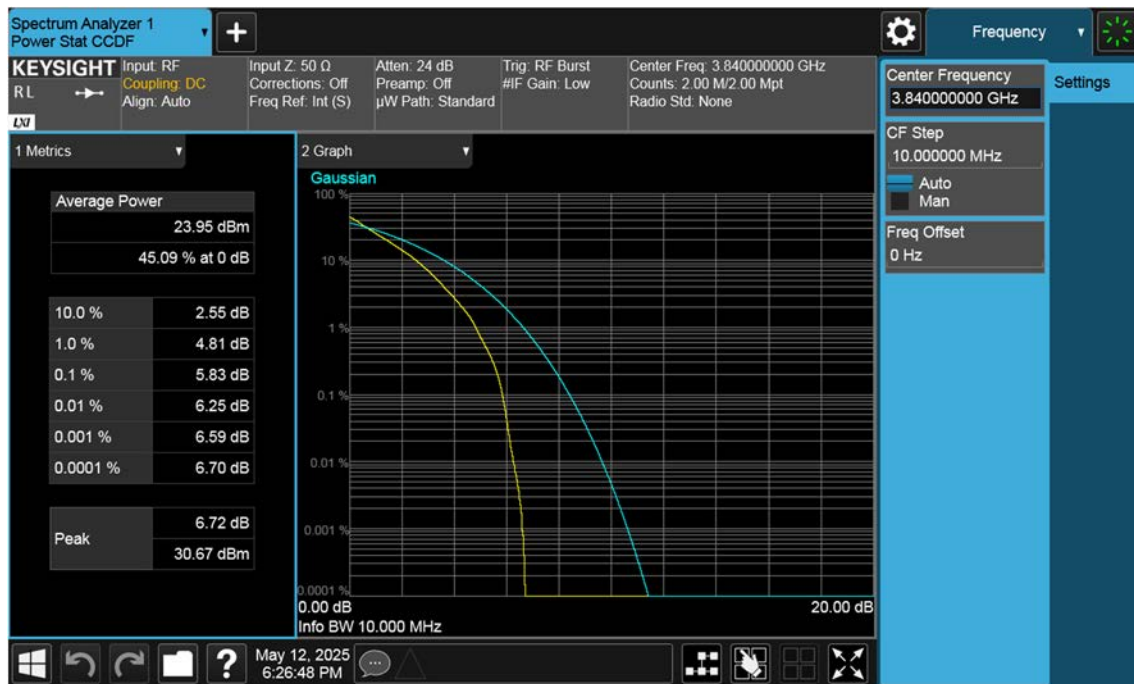 Spectrum Analyzer 1
Power Stat CCDF
Frequency
KEYSIGHT
R L
LXI
Input: RF
Coupling: DC
Align: Auto
Input Z: 50 Ω
Corrections: Off
Freq Ref: Int (S)
Atten: 24 dB
Preamp: Off
µW Path: Standard
Trig: RF Burst
#IF Gain: Low
Center Freq: 3.840000000 GHz
Counts: 2.00 M/2.00 Mpt
Radio Std: None
Center Frequency
3.840000000 GHz
Settings
CF Step
10.000000 MHz
Auto
Man
Freq Offset
0 Hz
1 Metrics
Average Power
23.95 dBm
45.09 % at 0 dB
10.0 % 2.55 dB
1.0 % 4.81 dB
0.1 % 5.83 dB
0.01 % 6.25 dB
0.001 % 6.59 dB
0.0001 % 6.70 dB
Peak
6.72 dB
30.67 dBm
2 Graph
Gaussian
100 %
10 %
1 %
0.1 %
0.01 %
0.001 %
0.0001 %
0.00 dB 20.00 dB
Info BW 10.000 MHz
?
May 12, 2025
6:26:48 PM